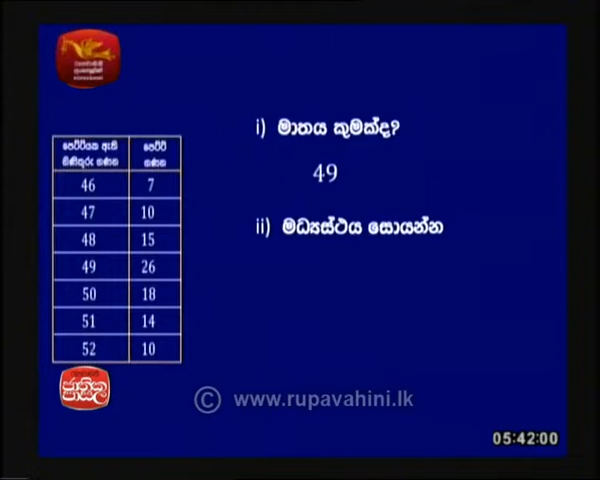 i) මාතය කුමක්ද?
49
ii) මධ්‍යස්ථය සොයන්න
පෙට්ටියක ඇති ගිණිකූරු ගණන | පෙට්ටි ගණන
46 7
47 10
48 15
49 26
50 18
51 14
52 10
ජාතික
පාසල
© www.rupavahini.lk
05:42:00